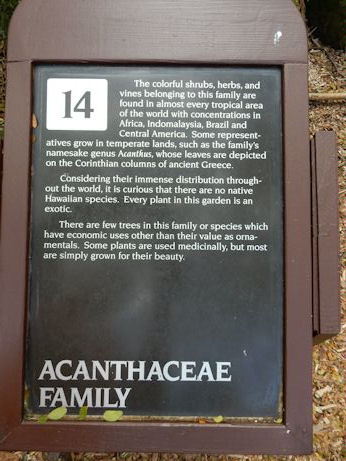 14
The colorful shrubs, herbs, and
vines belonging to this family are
found in almost every tropical area
of the world with concentrations in
Africa, Indomalaysia, Brazil and
Central America. Some represent-
atives grow in temperate lands, such as the family's
namesake genus Acanthus, whose leaves are depicted
on the Corinthian columns of ancient Greece.
Considering their immense distribution through-
out the world, it is curious that there are no native
Hawaiian species. Every plant in this garden is an
exotic.
There are few trees in this family or species which
have economic uses other than their value as orna-
mentals. Some plants are used medicinally, but most
are simply grown for their beauty.
ACANTHACEAE
FAMILY